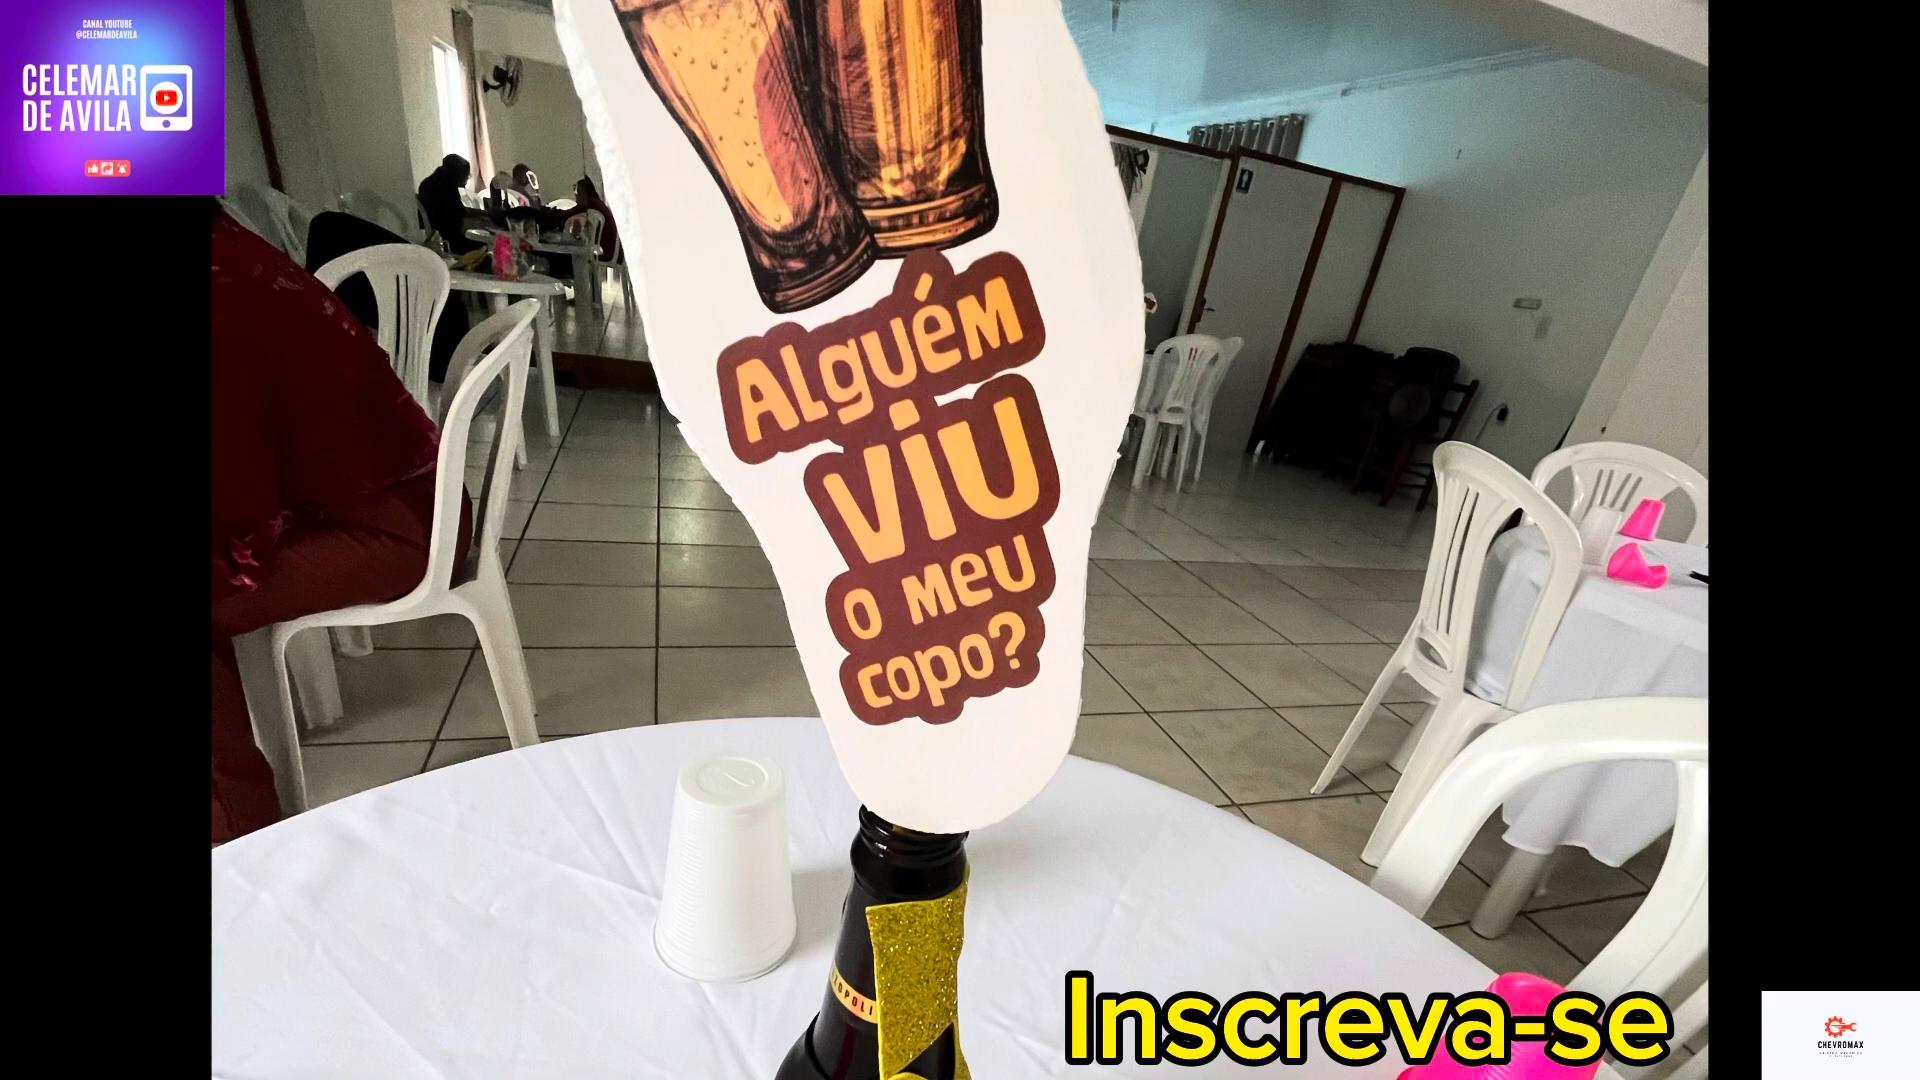 CANAL YOUTUBE
@CELEMARDEAVILA
CELEMAR
DE AVILA
Alguém
viu
o meu
copo?
Inscreva-se
CHEVROMAX